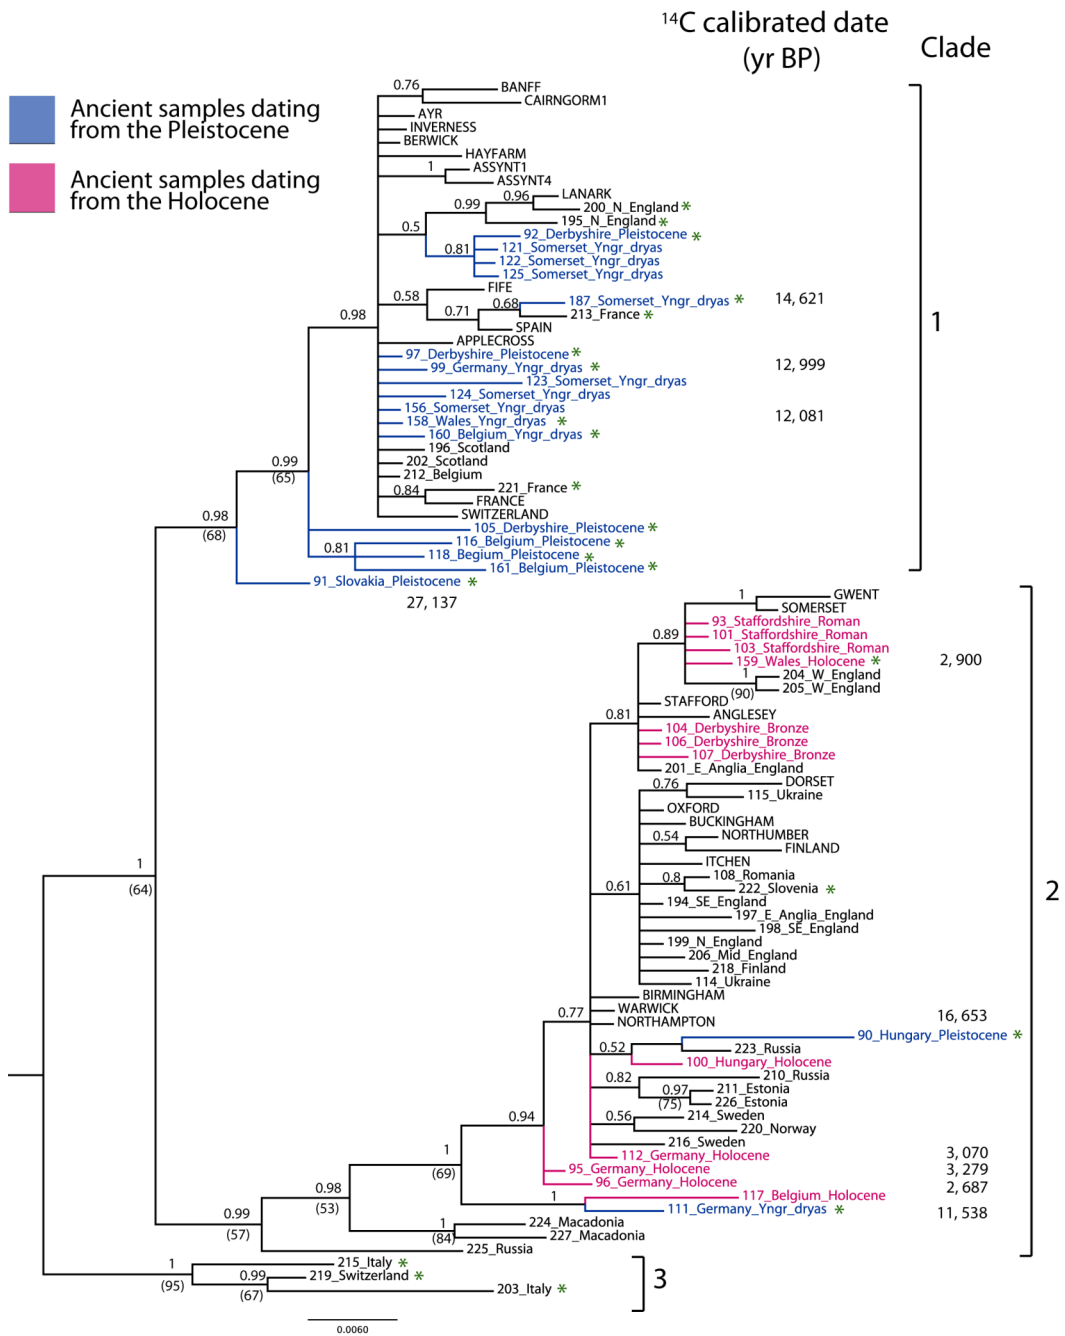 14C calibrated date
(yr BP)
Clade
Ancient samples dating
from the Pleistocene
Ancient samples dating
from the Holocene
0.76
BANFF
CAIRNGORM1
AYR
INVERNESS
BERWICK
HAYFARM
1
ASSYNT1
ASSYNT4
0.96
LANARK
0.99
200_N_England *
195_N_England *
0.5
92_Derbyshire_Pleistocene *
0.81
121_Somerset_Yngr_dryas
122_Somerset_Yngr_dryas
125_Somerset_Yngr_dryas
FIFE
0.58
0.68
187_Somerset_Yngr_dryas * 14, 621
0.71
213_France *
0.98
SPAIN
1
APPLECROSS
97_Derbyshire_Pleistocene *
99_Germany_Yngr_dryas * 12, 999
123_Somerset_Yngr_dryas
124_Somerset_Yngr_dryas
156_Somerset_Yngr_dryas
158_Wales_Yngr_dryas * 12, 081
160_Belgium_Yngr_dryas *
196_Scotland
0.99
202_Scotland
(65)
212_Belgium
0.84
221_France *
FRANCE
0.98
SWITZERLAND
(68)
105_Derbyshire_Pleistocene *
0.81
116_Belgium_Pleistocene *
118_Begium_Pleistocene *
161_Belgium_Pleistocene *
91_Slovakia_Pleistocene *
27, 137
1
GWENT
SOMERSET
93_Staffordshire_Roman
0.89
101_Staffordshire_Roman
103_Staffordshire_Roman
159_Wales_Holocene * 2, 900
1
204_W_England
(90)
205_W_England
STAFFORD
0.81
ANGLESEY
104_Derbyshire_Bronze
106_Derbyshire_Bronze
107_Derbyshire_Bronze
201_E_Anglia_England
0.76
DORSET
115_Ukraine
OXFORD
BUCKINGHAM
0.54
NORTHUMBER
FINLAND
1
ITCHEN
(64)
0.8
108_Romania
0.61
222_Slovenia *
2
194_SE_England
197_E_Anglia_England
198_SE_England
199_N_England
206_Mid_England
218_Finland
114_Ukraine
BIRMINGHAM
0.77
WARWICK
16, 653
NORTHAMPTON
90_Hungary_Pleistocene *
0.52
223_Russia
100_Hungary_Holocene
0.82
210_Russia
0.97
211_Estonia
(75)
226_Estonia
0.94
0.56
214_Sweden
220_Norway
216_Sweden
1
112_Germany_Holocene 3, 070
(69)
95_Germany_Holocene 3, 279
96_Germany_Holocene 2, 687
0.98
1
117_Belgium_Holocene
(53)
111_Germany_Yngr_dryas * 11, 538
0.99
1
224_Macadonia
(57)
(84)
227_Macadonia
225_Russia
1
215_Italy *
(95)
0.99
219_Switzerland *
3
(67)
203_Italy *
0.0060